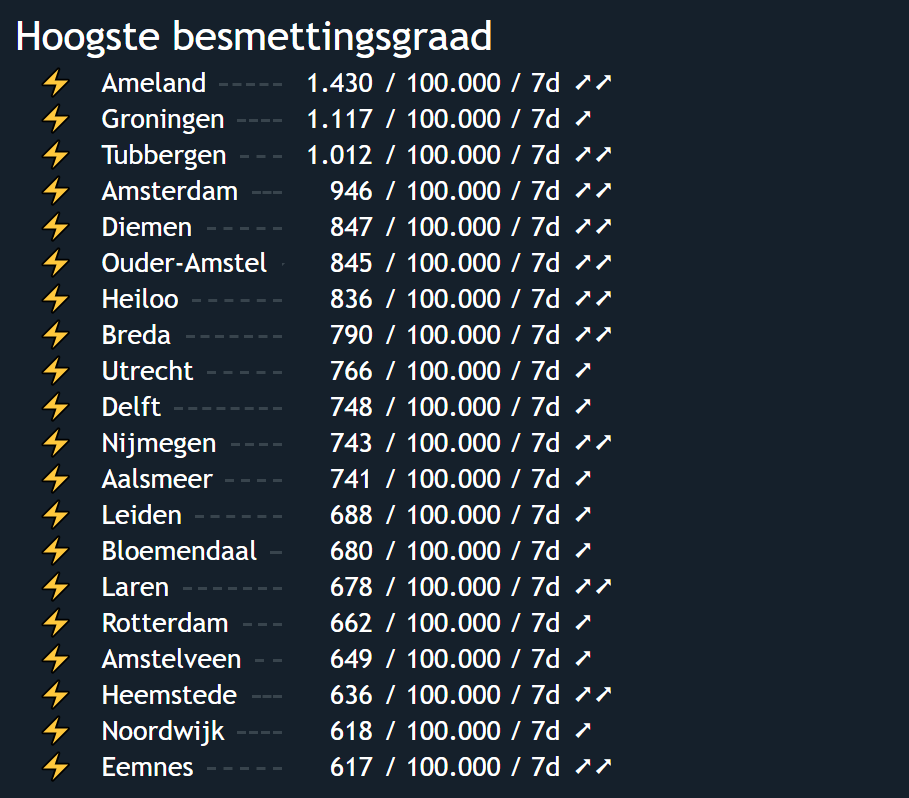 Hoogste besmettingsgraad
⚡ Ameland ----- 1.430 / 100.000 / 7d ➚➚
⚡ Groningen ---- 1.117 / 100.000 / 7d ➚
⚡ Tubbergen --- 1.012 / 100.000 / 7d ➚➚
⚡ Amsterdam --- 946 / 100.000 / 7d ➚➚
⚡ Diemen ----- 847 / 100.000 / 7d ➚➚
⚡ Ouder-Amstel - 845 / 100.000 / 7d ➚➚
⚡ Heiloo ------ 836 / 100.000 / 7d ➚➚
⚡ Breda ------- 790 / 100.000 / 7d ➚➚
⚡ Utrecht ----- 766 / 100.000 / 7d ➚
⚡ Delft -------- 748 / 100.000 / 7d ➚
⚡ Nijmegen ---- 743 / 100.000 / 7d ➚➚
⚡ Aalsmeer ---- 741 / 100.000 / 7d ➚
⚡ Leiden ------ 688 / 100.000 / 7d ➚
⚡ Bloemendaal - 680 / 100.000 / 7d ➚
⚡ Laren ------- 678 / 100.000 / 7d ➚➚
⚡ Rotterdam --- 662 / 100.000 / 7d ➚
⚡ Amstelveen -- 649 / 100.000 / 7d ➚
⚡ Heemstede --- 636 / 100.000 / 7d ➚➚
⚡ Noordwijk ---- 618 / 100.000 / 7d ➚
⚡ Eemnes ----- 617 / 100.000 / 7d ➚➚